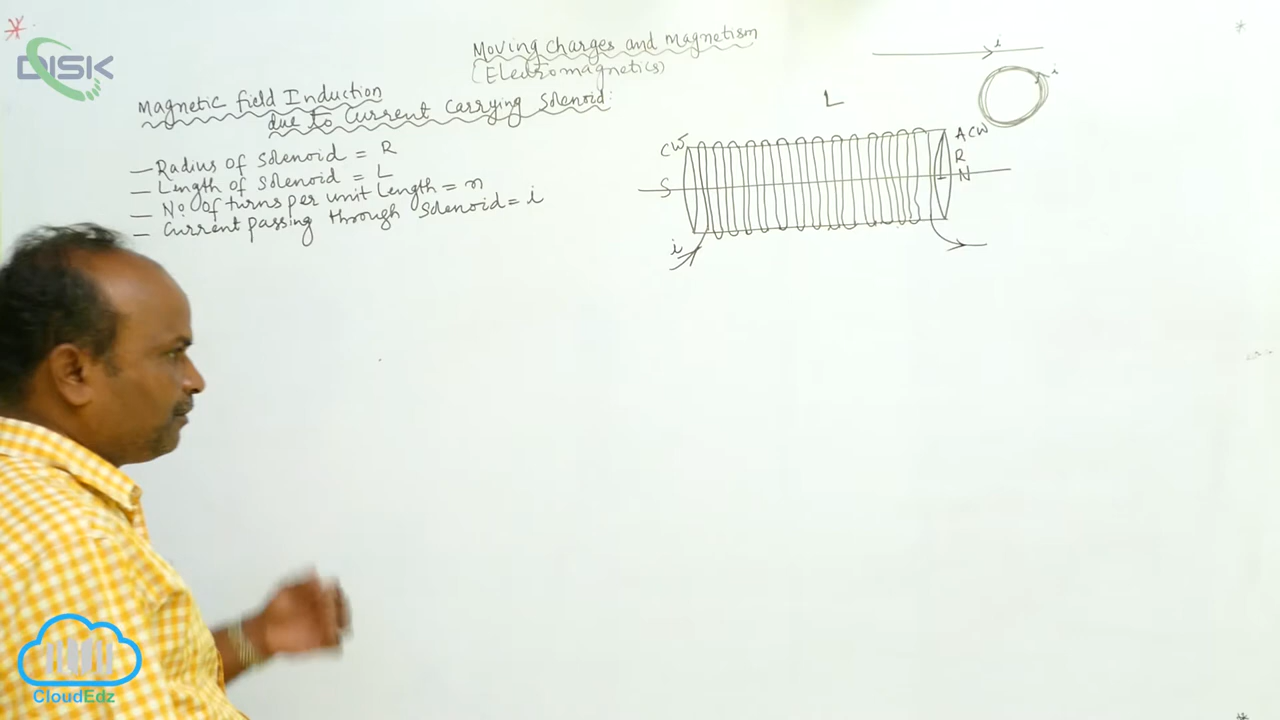 DISK
Moving charges and magnetism
(Electromagnetics)
Magnetic field Induction
due to Current Carrying Solenoid:
— Radius of solenoid = R
— Length of solenoid = L
— No of turns per unit length = n
— Current passing through solenoid = i
i
i
L
CW
ACW
R
S
N
i
CloudEdz